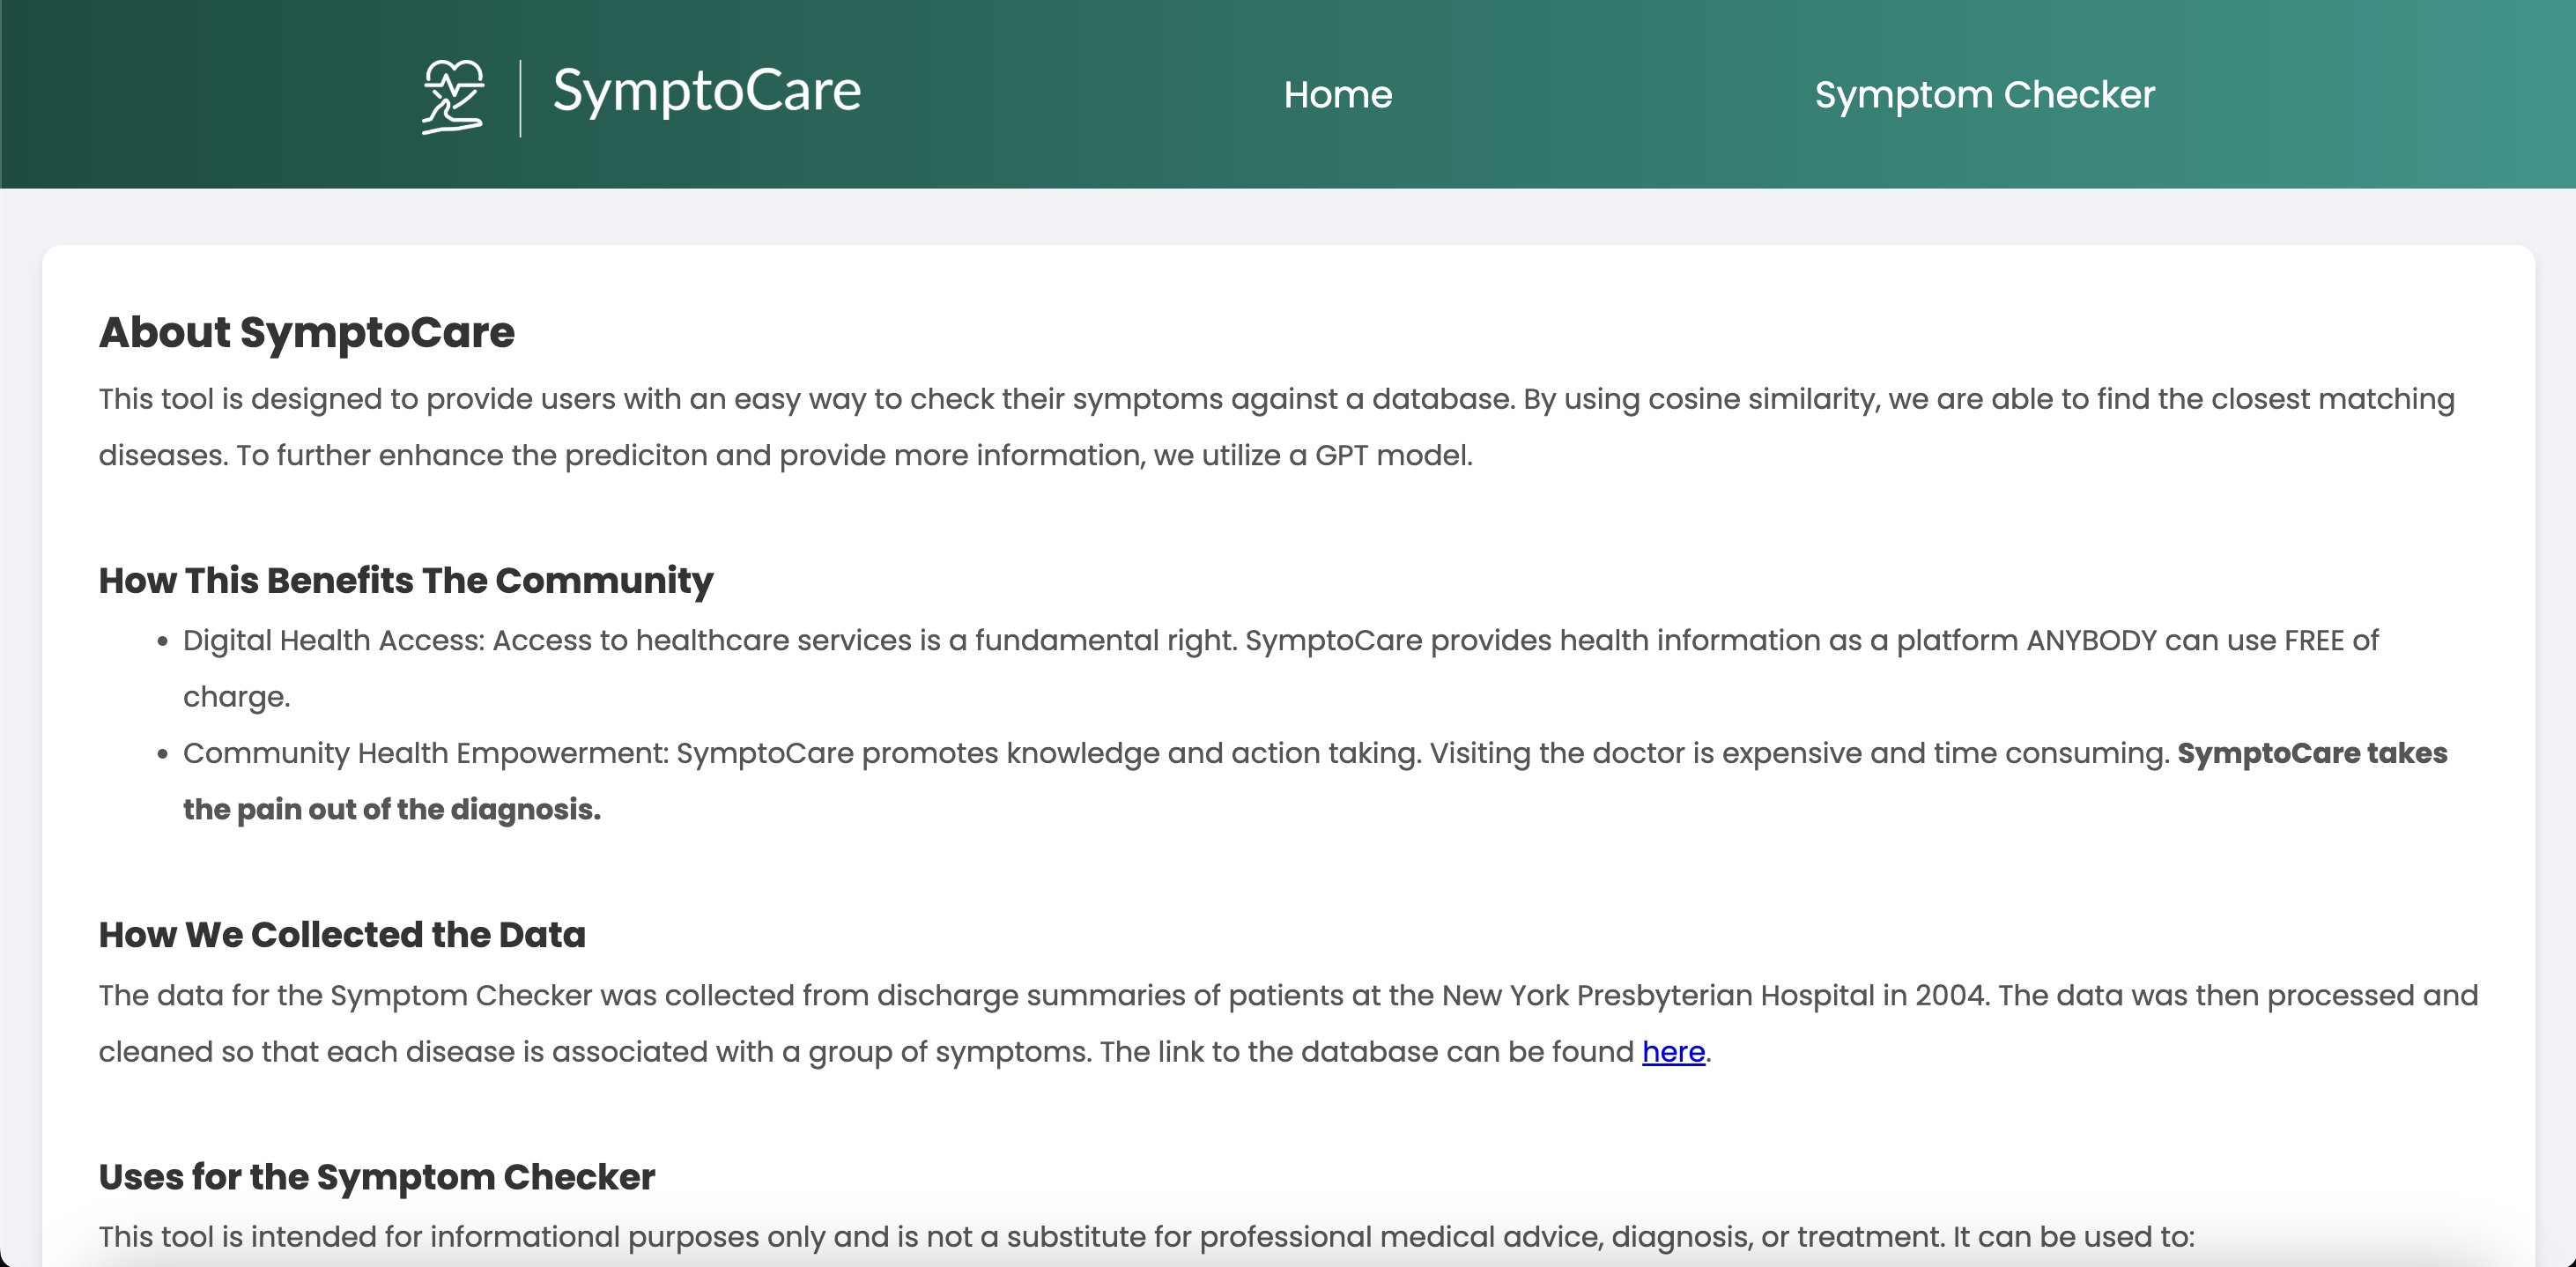 SymptoCare
Home
Symptom Checker
About SymptoCare
This tool is designed to provide users with an easy way to check their symptoms against a database. By using cosine similarity, we are able to find the closest matching
diseases. To further enhance the prediciton and provide more information, we utilize a GPT model.
How This Benefits The Community
• Digital Health Access: Access to healthcare services is a fundamental right. SymptoCare provides health information as a platform ANYBODY can use FREE of
charge.
• Community Health Empowerment: SymptoCare promotes knowledge and action taking. Visiting the doctor is expensive and time consuming. SymptoCare takes
the pain out of the diagnosis.
How We Collected the Data
The data for the Symptom Checker was collected from discharge summaries of patients at the New York Presbyterian Hospital in 2004. The data was then processed and
cleaned so that each disease is associated with a group of symptoms. The link to the database can be found here.
Uses for the Symptom Checker
This tool is intended for informational purposes only and is not a substitute for professional medical advice, diagnosis, or treatment. It can be used to: